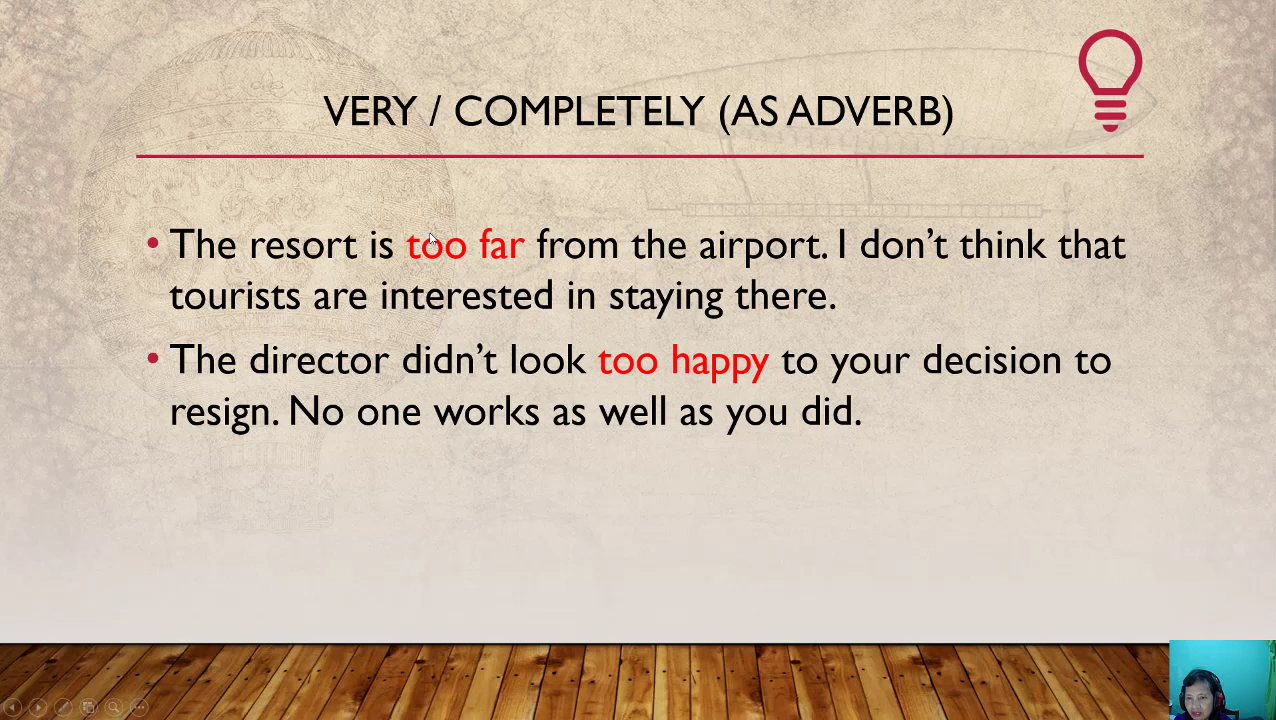 VERY / COMPLETELY (AS ADVERB)
• The resort is too far from the airport. I don’t think that
tourists are interested in staying there.
• The director didn’t look too happy to your decision to
resign. No one works as well as you did.